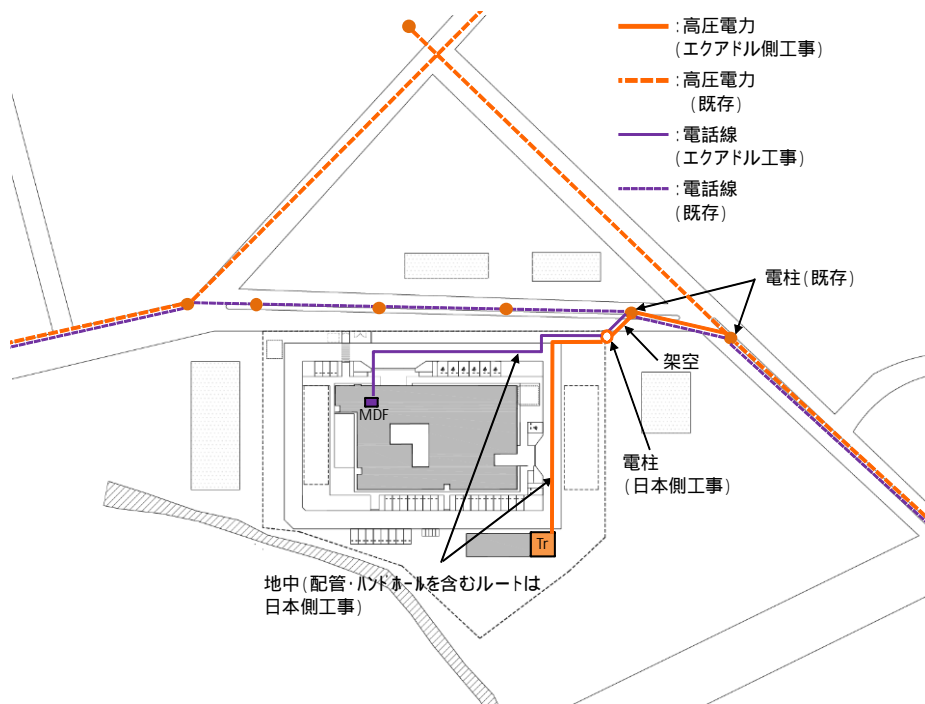 :高圧電力
(エクアドル側工事)
:高圧電力
(既存)
:電話線
(エクアドル工事)
:電話線
(既存)
電柱(既存)
架空
MDF
電柱
(日本側工事)
Tr
地中(配管・ハンドホールを含むルートは
日本側工事)